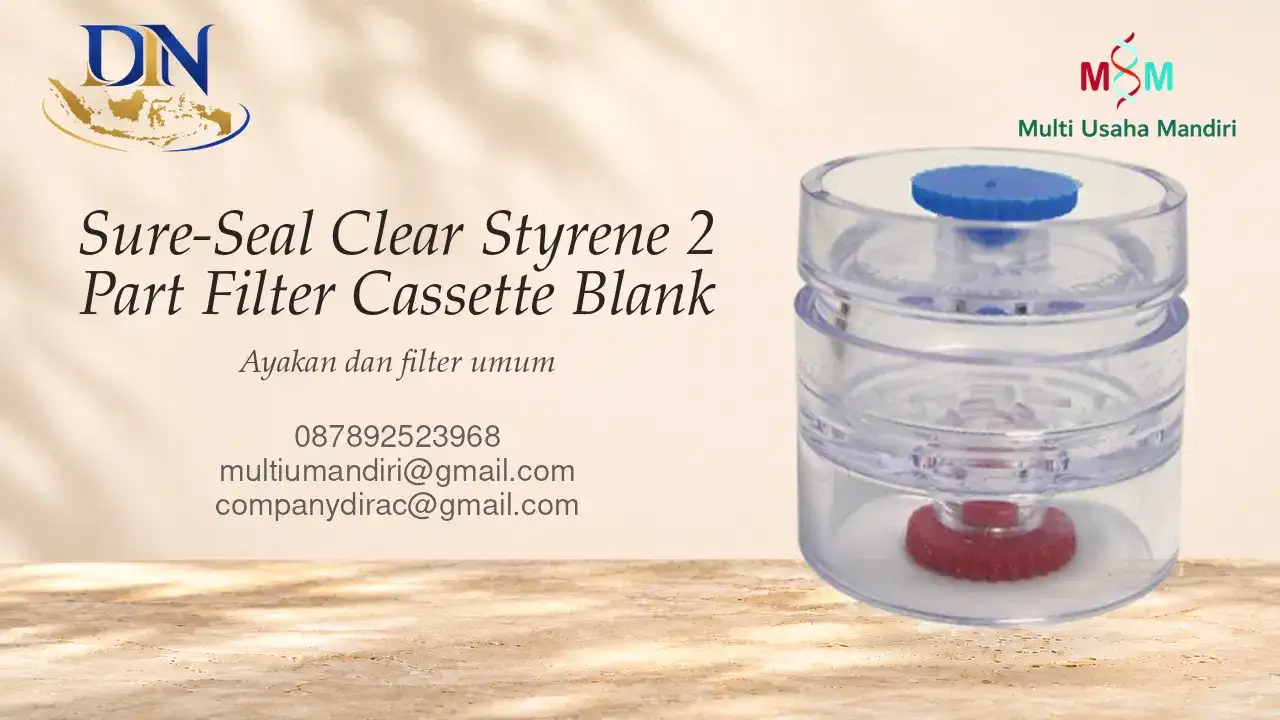 DIN
MSM
Multi Usaha Mandiri
Sure-Seal Clear Styrene 2
Part Filter Cassette Blank
Ayakan dan filter umum
087892523968
multiumandiri@gmail.com
companydirac@gmail.com